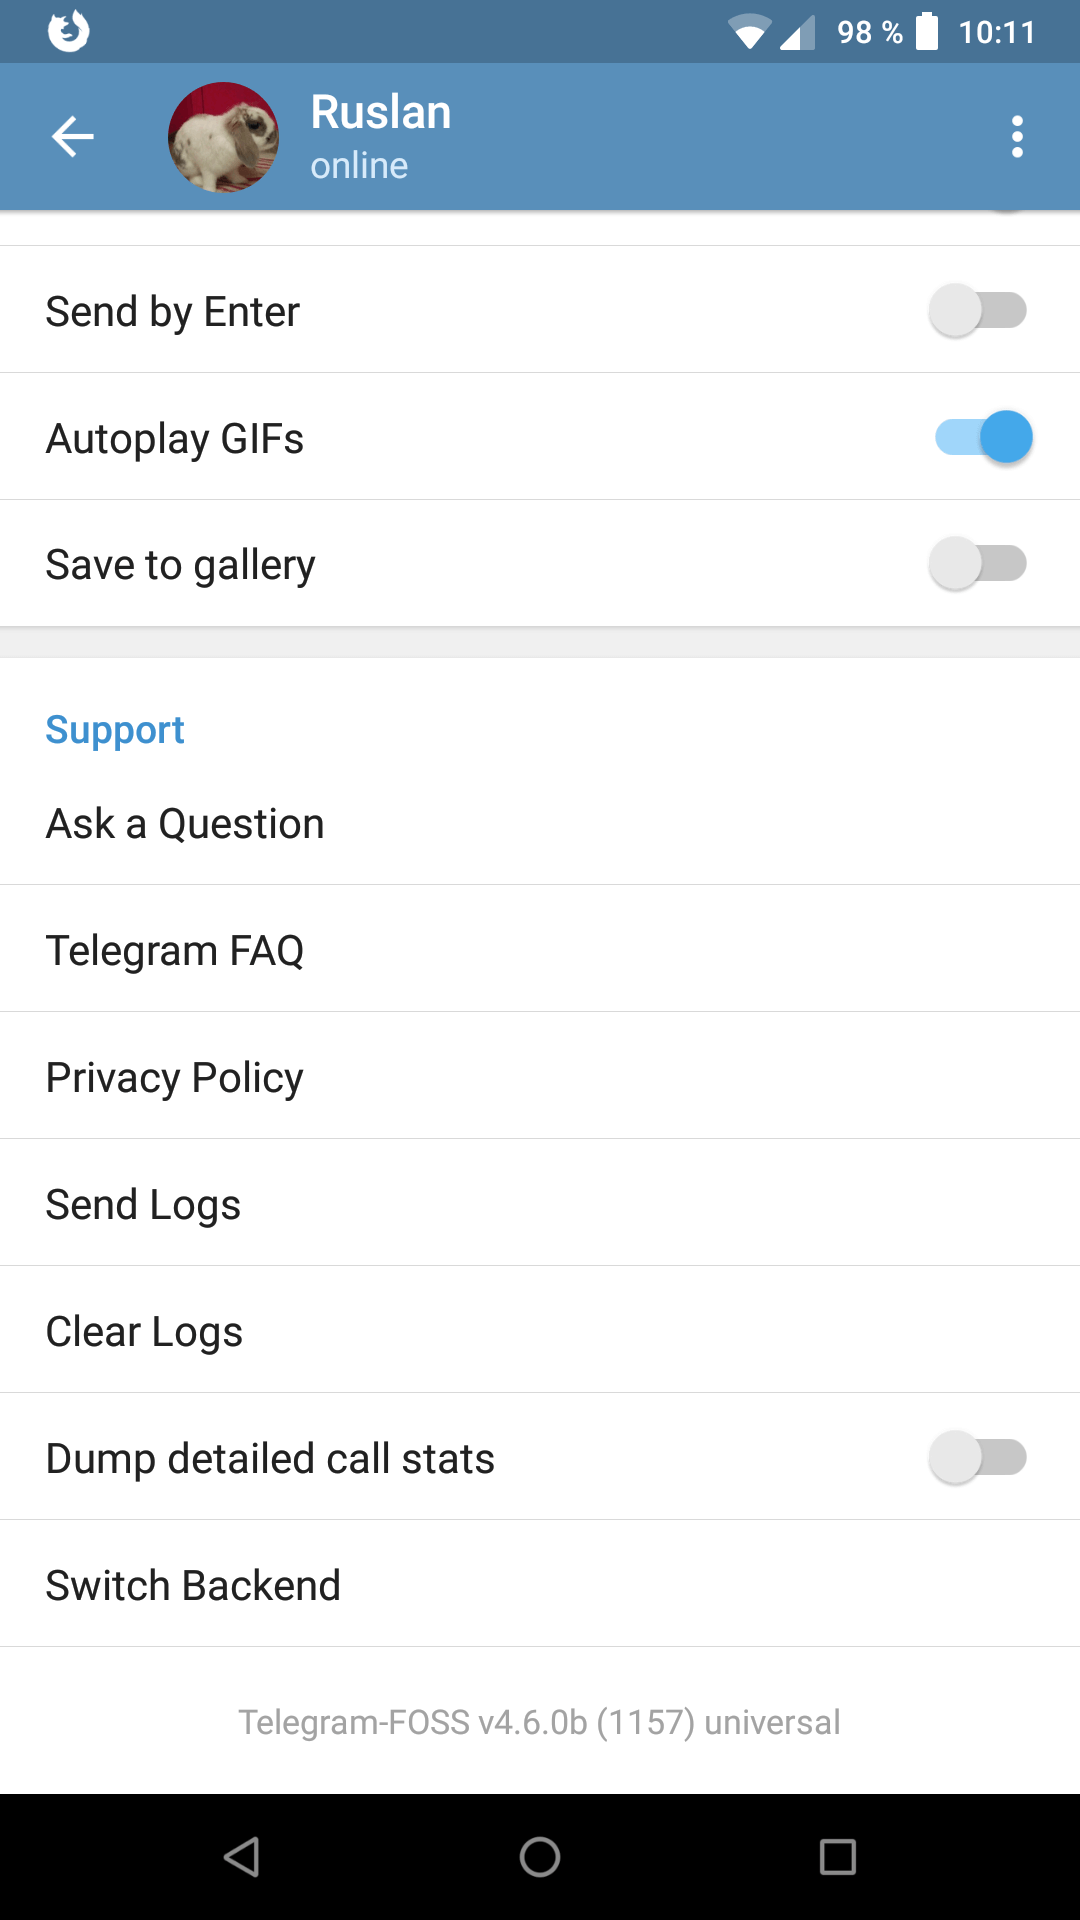 98 % 10:11
Ruslan
online
Send by Enter
Autoplay GIFs
Save to gallery
Support
Ask a Question
Telegram FAQ
Privacy Policy
Send Logs
Clear Logs
Dump detailed call stats
Switch Backend
Telegram-FOSS v4.6.0b (1157) universal